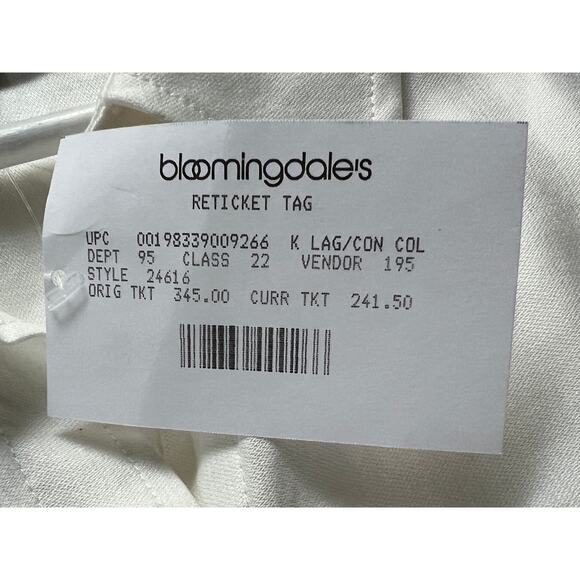 bloomingdale's
RETICKET TAG
UPC 00198339009266 K LAG/CON COL
DEPT 95 CLASS 22 VENDOR 195
STYLE 24616
ORIG TKT 345.00 CURR TKT 241.50